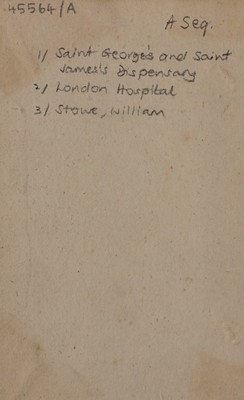 45564/A
A Seq.
1/ Saint George's and Saint
James's Dispensary
2/ London Hospital
3/ Stowe, William